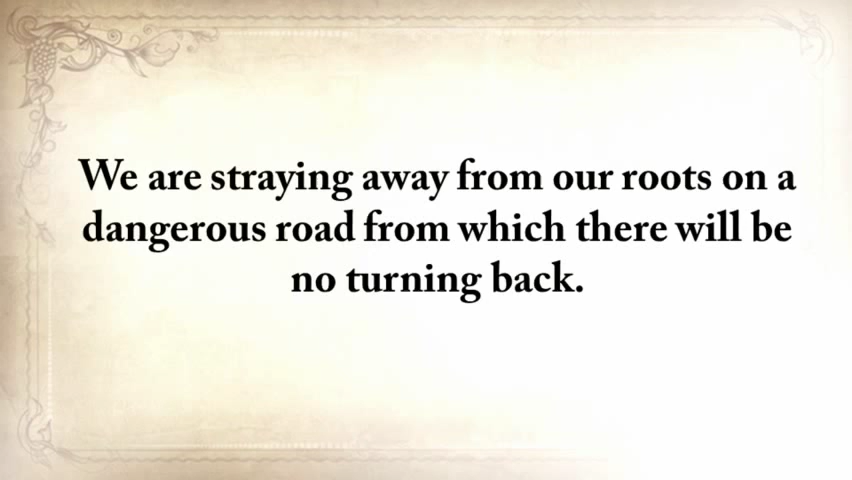 We are straying away from our roots on a
dangerous road from which there will be
no turning back.